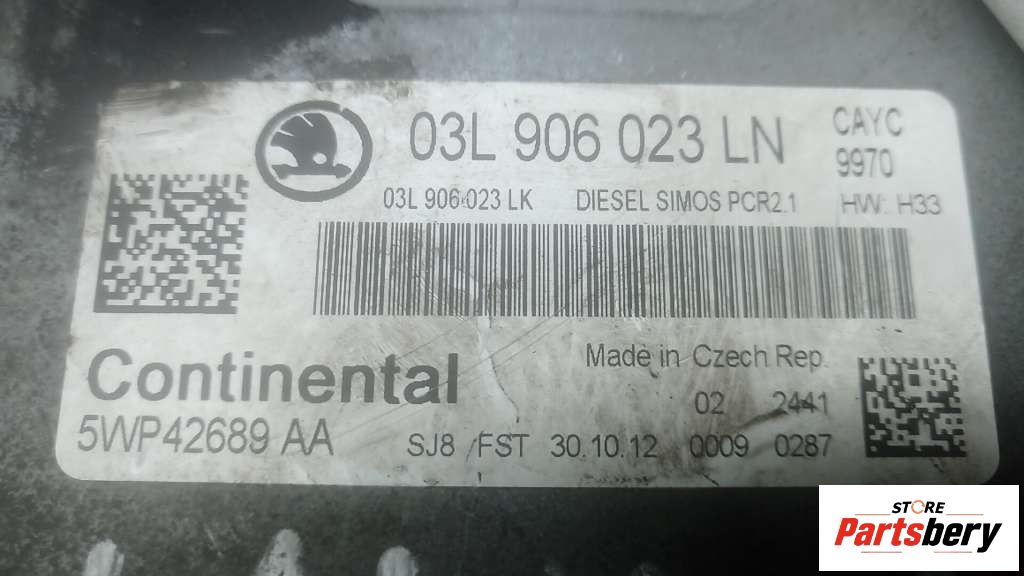 03L 906 023 LN CAYC
9970
03L 906 023 LK DIESEL SIMOS PCR2.1 HW: H33
Continental
Made in Czech Rep.
02 2441
5WP42689 AA SJ8 FST 30.10.12 0009 0287
STORE
Partsbery